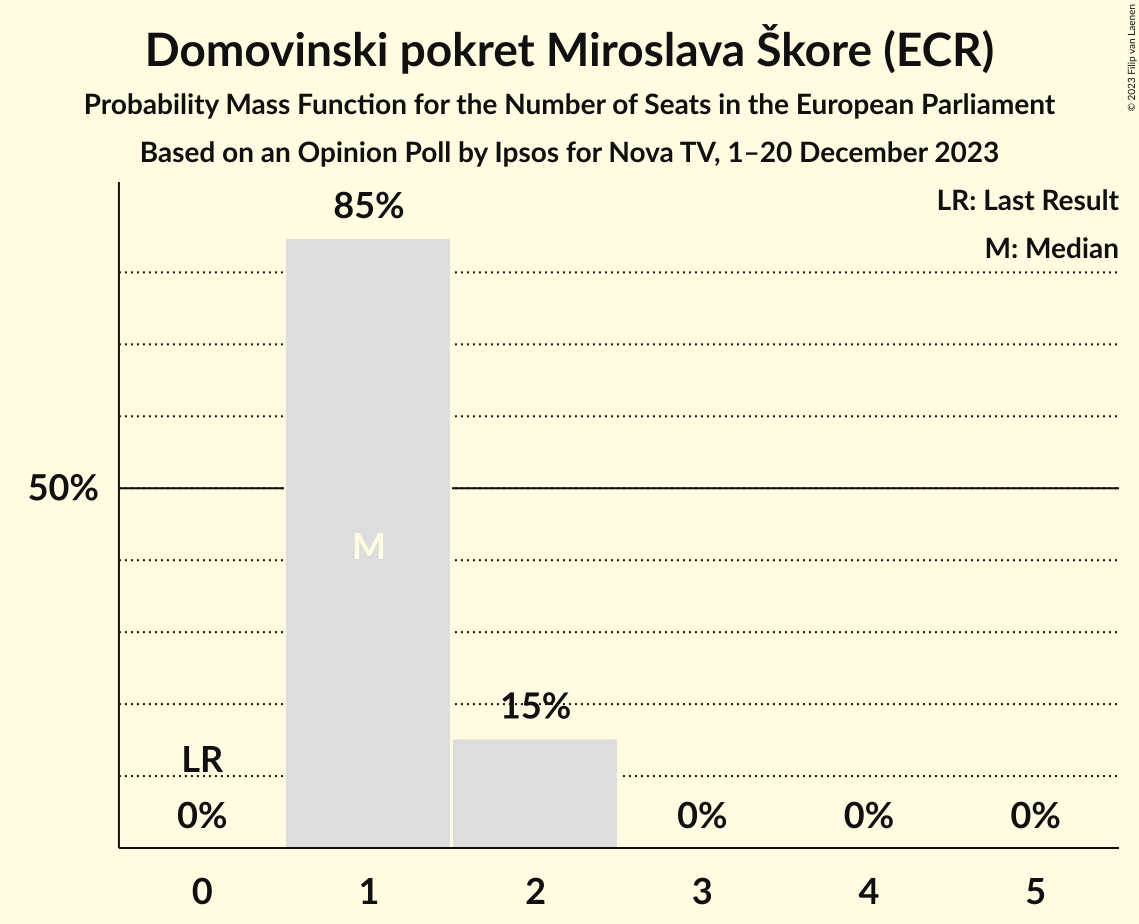 Domovinski pokret Miroslava Škore (ECR)
Probability Mass Function for the Number of Seats in the European Parliament
Based on an Opinion Poll by Ipsos for Nova TV, 1–20 December 2023
© 2023 Filip van Laenen
LR: Last Result
M: Median
85%
50%
M
15%
LR
0%
0%
0%
0%
0
1
2
3
4
5